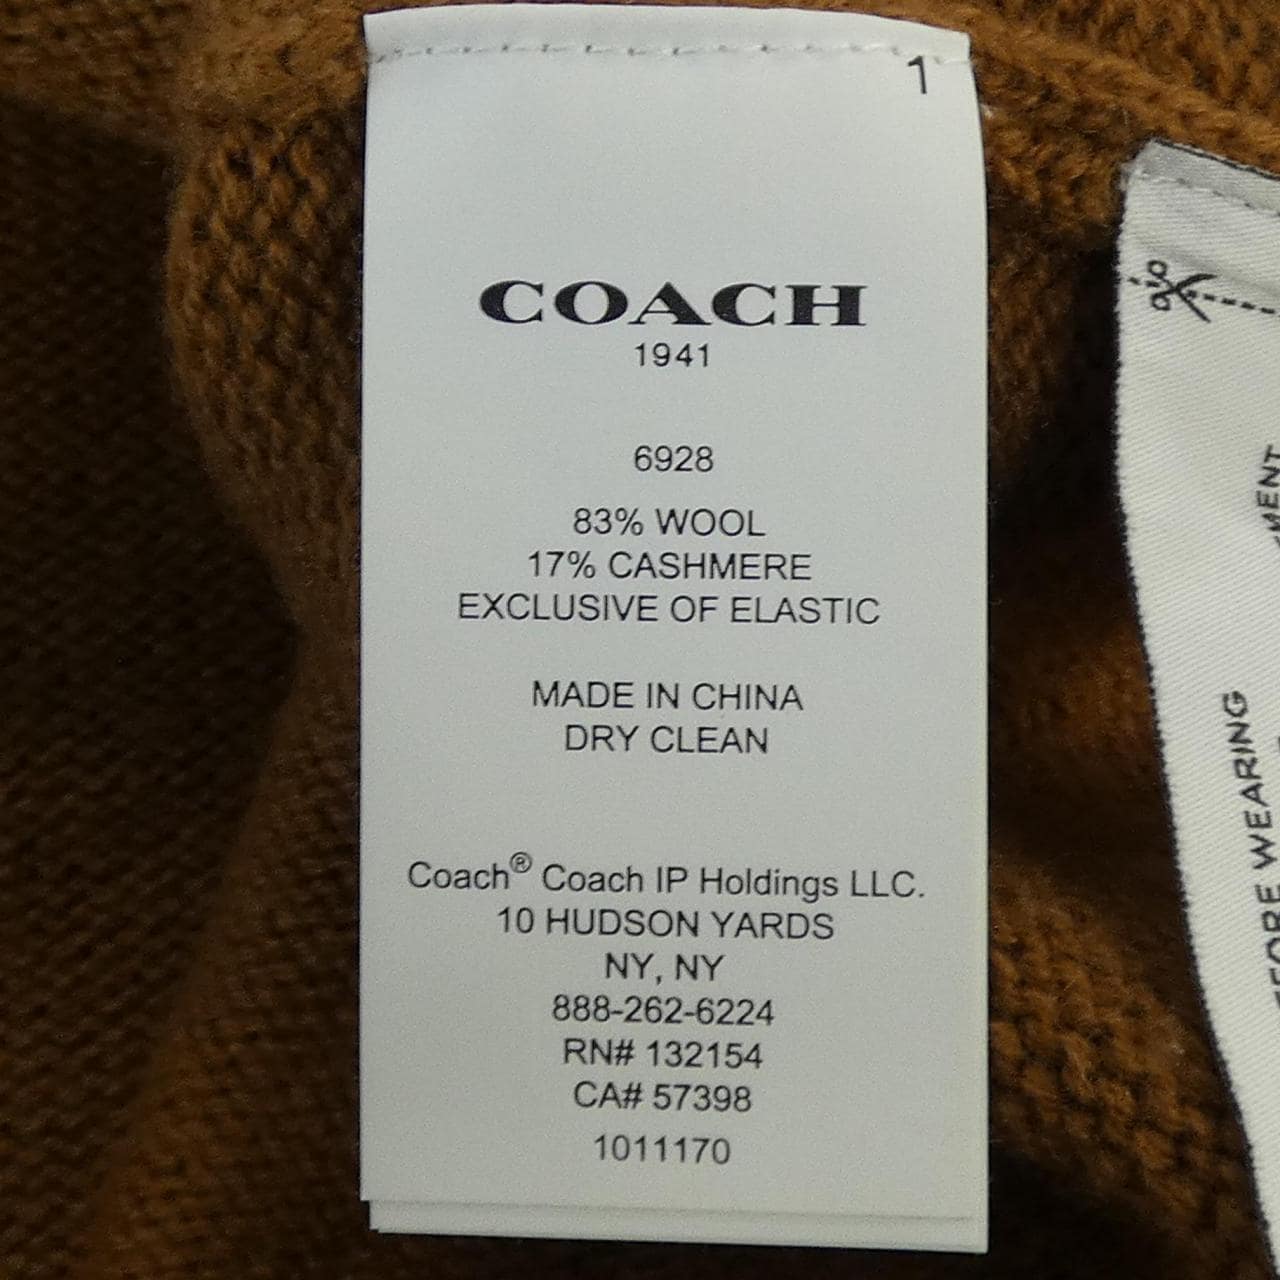 1
COACH
1941
6928
83% WOOL
17% CASHMERE
EXCLUSIVE OF ELASTIC
MADE IN CHINA
DRY CLEAN
Coach® Coach IP Holdings LLC.
10 HUDSON YARDS
NY, NY
888-262-6224
RN# 132154
CA# 57398
1011170
WEARING